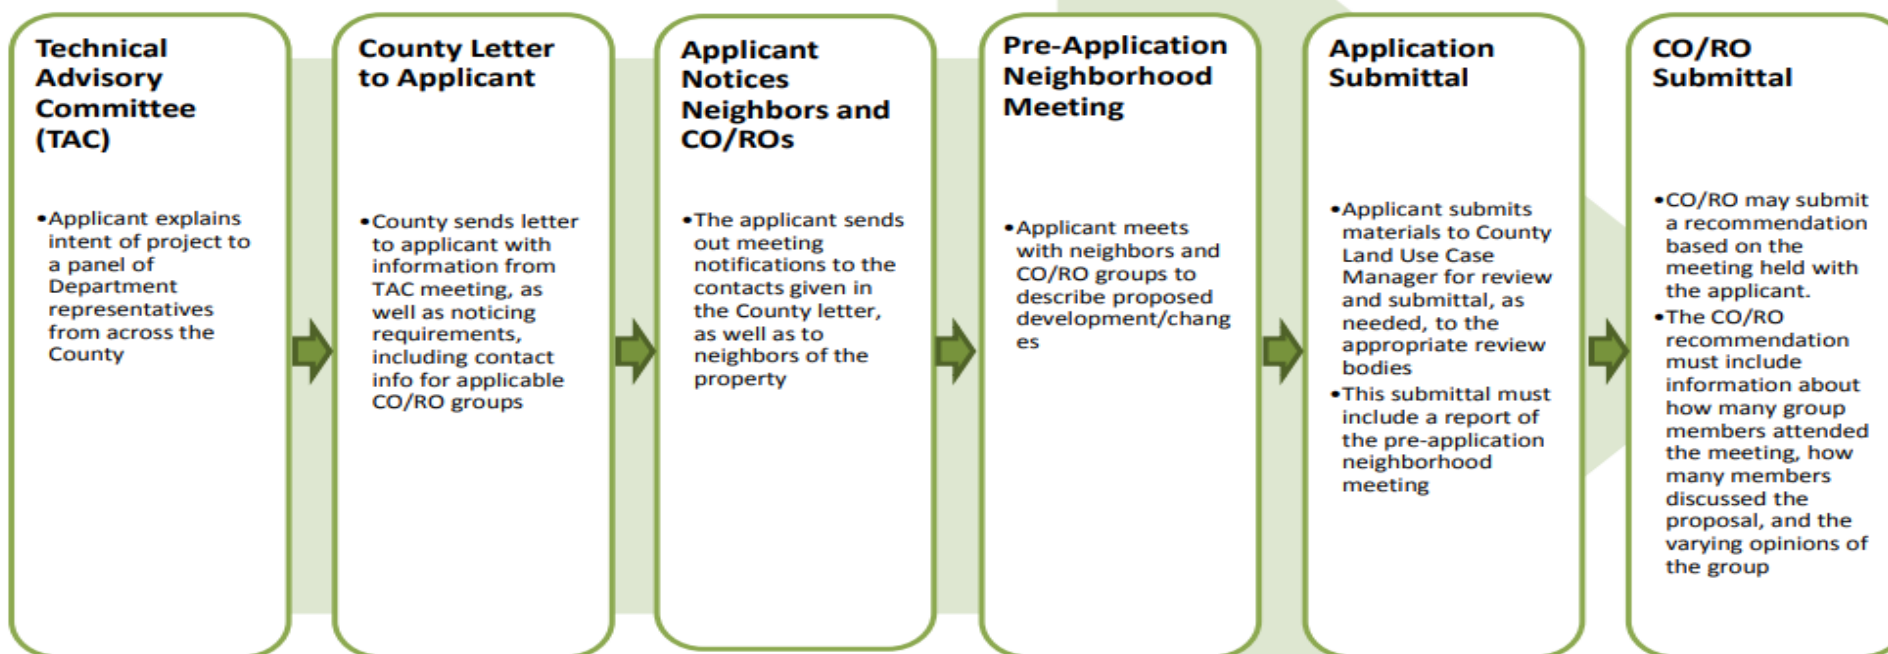 Technical
Advisory
Committee
(TAC)
•Applicant explains
intent of project to
a panel of
Department
representatives
from across the
County
County Letter
to Applicant
•County sends letter
to applicant with
information from
TAC meeting, as
well as noticing
requirements,
including contact
info for applicable
CO/RO groups
Applicant
Notices
Neighbors and
CO/ROs
•The applicant sends
out meeting
notifications to the
contacts given in
the County letter,
as well as to
neighbors of the
property
Pre-Application
Neighborhood
Meeting
•Applicant meets
with neighbors and
CO/RO groups to
describe proposed
development/chang
es
Application
Submittal
•Applicant submits
materials to County
Land Use Case
Manager for review
and submittal, as
needed, to the
appropriate review
bodies
•This submittal must
include a report of
the pre-application
neighborhood
meeting
CO/RO
Submittal
•CO/RO may submit
a recommendation
based on the
meeting held with
the applicant.
•The CO/RO
recommendation
must include
information about
how many group
members attended
the meeting, how
many members
discussed the
proposal, and the
varying opinions of
the group